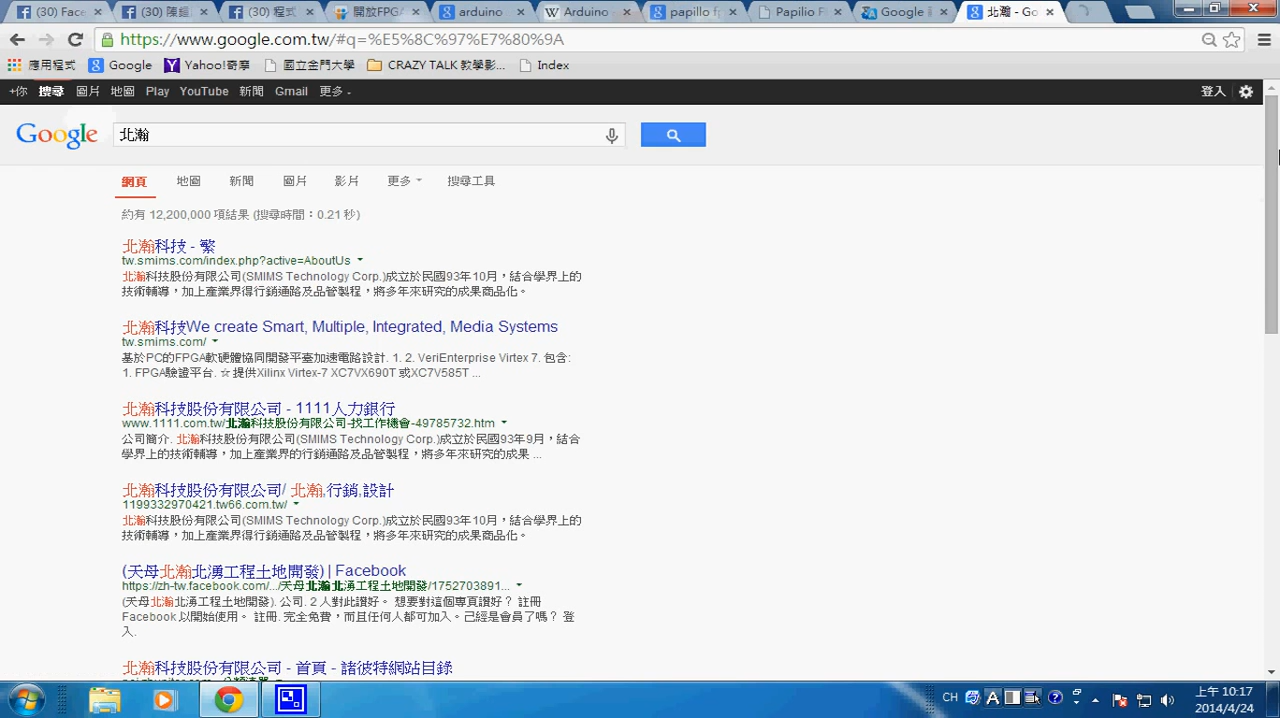 (30) Face
(30) 陳鍾
(30) 程式
開放FPGA
arduino
Arduino
papilio f
Papilio Pl
Google
北瀚 - Go
https://www.google.com.tw/#q=%E5%8C%97%E7%80%9A
應用程式 Google Yahoo!奇摩 國立金門大學 CRAZY TALK 教學影... Index
+你 搜尋 圖片 地圖 Play YouTube 新聞 Gmail 更多 登入
Google 北瀚
網頁 地圖 新聞 圖片 影片 更多 搜尋工具
約有 12,200,000 項結果 (搜尋時間:0.21 秒)
北瀚科技 - 繁
tw.smims.com/index.php?active=AboutUs
北瀚科技股份有限公司(SMIMS Technology Corp.)成立於民國93年10月,結合學界上的
技術輔導,加上產業界得行銷通路及品管製程,將多年來研究的成果商品化。
北瀚科技We create Smart, Multiple, Integrated, Media Systems
tw.smims.com/
基於PC的FPGA軟硬體協同開發平臺加速電路設計. 1. 2. VeriEnterprise Virtex 7. 包含:
1. FPGA驗證平台. ☆提供Xilinx Virtex-7 XC7VX690T 或XC7V585T ...
北瀚科技股份有限公司 - 1111人力銀行
www.1111.com.tw/北瀚科技股份有限公司-找工作機會-49785732.htm
公司簡介. 北瀚科技股份有限公司(SMIMS Technology Corp.)成立於民國93年9月,結合
學界上的技術輔導,加上產業界的行銷通路及品管製程,將多年來研究的成果 ...
北瀚科技股份有限公司/ 北瀚,行銷,設計
1199332970421.tw66.com.tw/
北瀚科技股份有限公司(SMIMS Technology Corp.)成立於民國93年10月,結合學界上的
技術輔導,加上產業界得行銷通路及品管製程,將多年來研究的成果商品化。
(天母北瀚北湧工程土地開發) | Facebook
https://zh-tw.facebook.com/.../天母北瀚北湧工程土地開發/1752703891...
(天母北瀚北湧工程土地開發). 公司. 2 人對此讚好。 想要對這個專頁讚好? 註冊
Facebook 以開始使用。 註冊. 完全免費,而且任何人都可加入。己經是會員了嗎? 登
入.
北瀚科技股份有限公司 - 首頁 - 諸彼特網站目錄
CH A
上午 10:17
2014/4/24